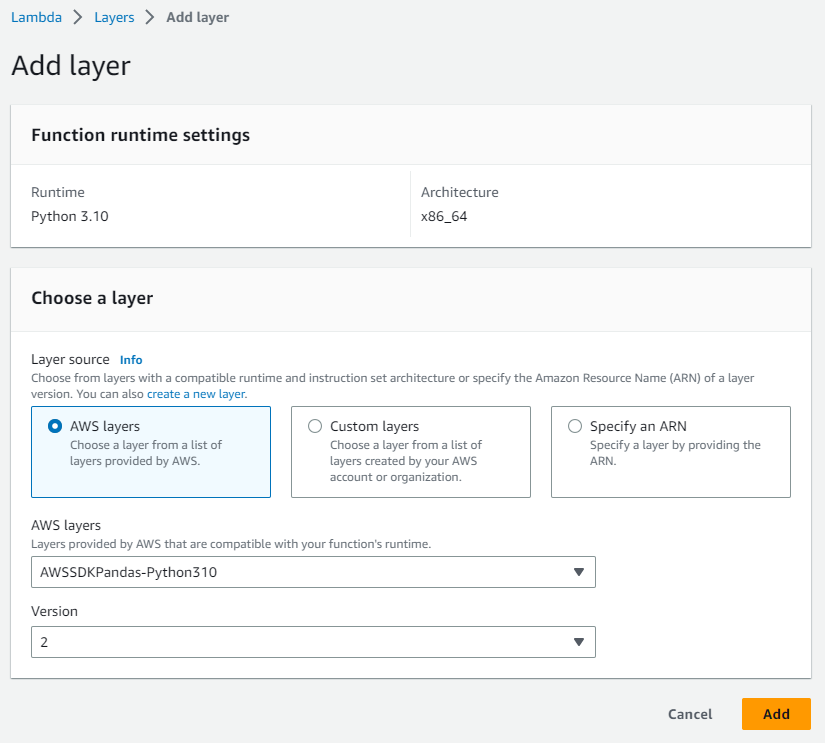 Lambda > Layers > Add layer
Add layer
Function runtime settings
Runtime
Python 3.10
Architecture
x86_64
Choose a layer
Layer source Info
Choose from layers with a compatible runtime and instruction set architecture or specify the Amazon Resource Name (ARN) of a layer
version. You can also create a new layer.
AWS layers
Choose a layer from a list of
layers provided by AWS.
Custom layers
Choose a layer from a list of
layers created by your AWS
account or organization.
Specify an ARN
Specify a layer by providing the
ARN.
AWS layers
Layers provided by AWS that are compatible with your function's runtime.
AWSSDKPandas-Python310
Version
2
Cancel Add